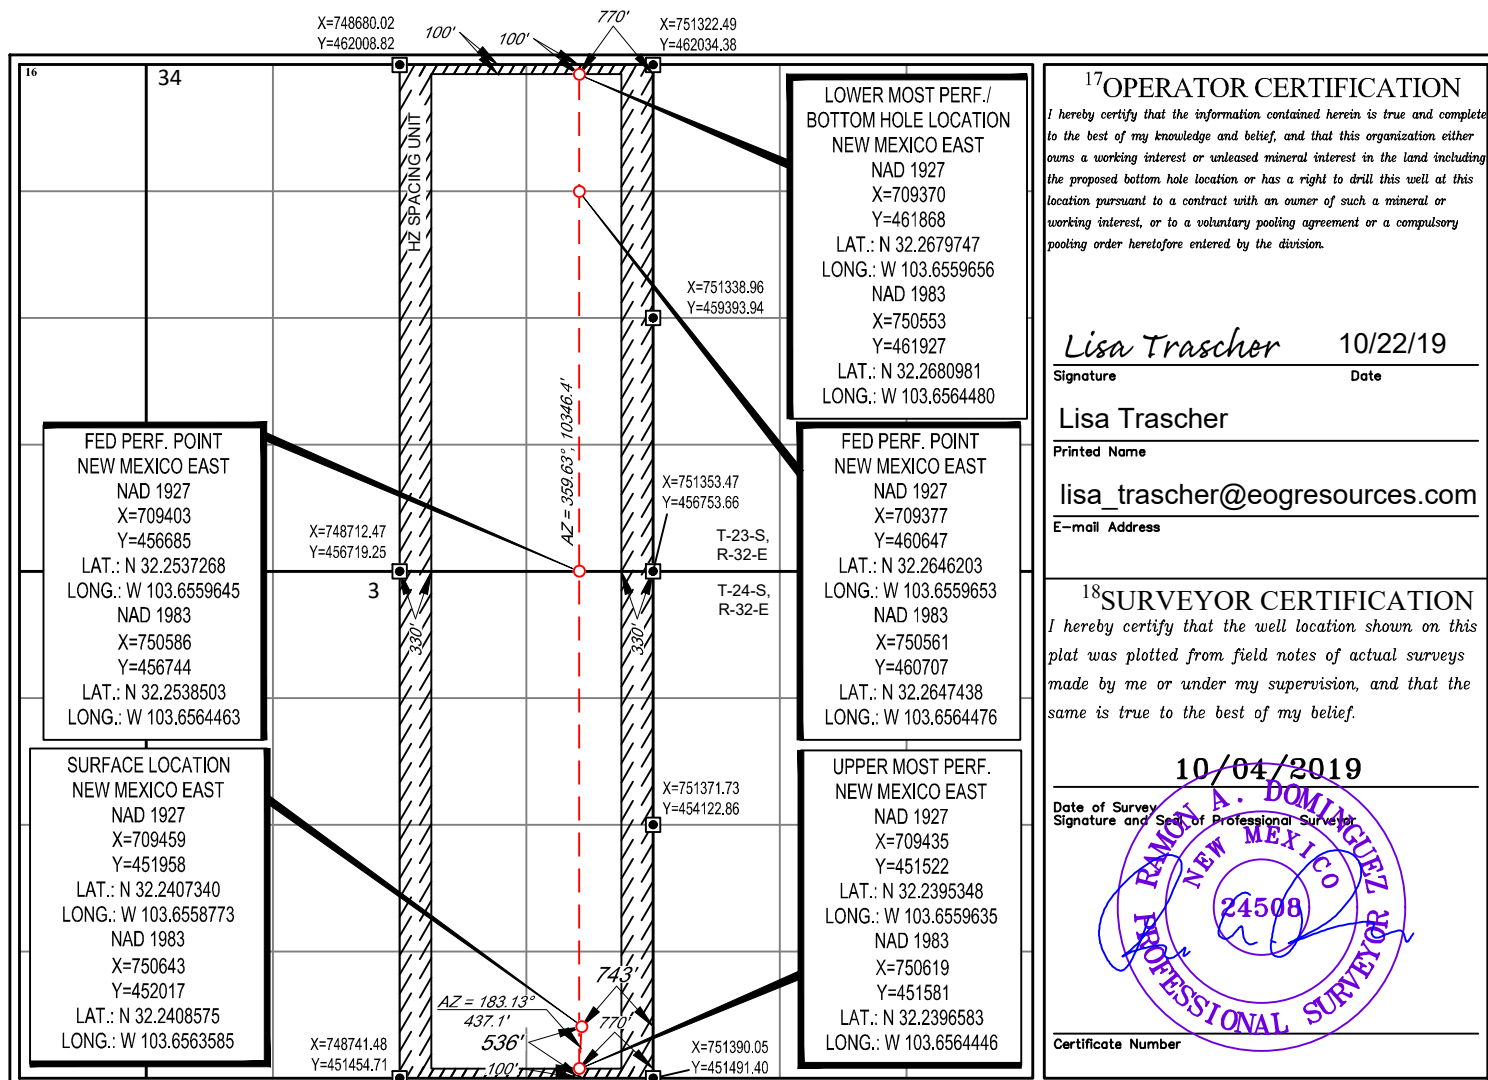 X=748680.02
Y=462008.82
100'
100'
770'
X=751322.49
Y=462034.38
16
34
HZ SPACING UNIT
LOWER MOST PERF./
BOTTOM HOLE LOCATION
NEW MEXICO EAST
NAD 1927
X=709370
Y=461868
LAT.: N 32.2679747
LONG.: W 103.6559656
NAD 1983
X=750553
Y=461927
LAT.: N 32.2680981
LONG.: W 103.6564480
X=751338.96
Y=459393.94
AZ = 359.63°, 10346.4'
FED PERF. POINT
NEW MEXICO EAST
NAD 1927
X=709403
Y=456685
LAT.: N 32.2537268
LONG.: W 103.6559645
NAD 1983
X=750586
Y=456744
LAT.: N 32.2538503
LONG.: W 103.6564463
FED PERF. POINT
NEW MEXICO EAST
NAD 1927
X=709377
Y=460647
LAT.: N 32.2646203
LONG.: W 103.6559653
NAD 1983
X=750561
Y=460707
LAT.: N 32.2647438
LONG.: W 103.6564476
X=751353.47
Y=456753.66
X=748712.47
Y=456719.25
T-23-S,
R-32-E
3
T-24-S,
R-32-E
330'
330'
SURFACE LOCATION
NEW MEXICO EAST
NAD 1927
X=709459
Y=451958
LAT.: N 32.2407340
LONG.: W 103.6558773
NAD 1983
X=750643
Y=452017
LAT.: N 32.2408575
LONG.: W 103.6563585
X=751371.73
Y=454122.86
UPPER MOST PERF.
NEW MEXICO EAST
NAD 1927
X=709435
Y=451522
LAT.: N 32.2395348
LONG.: W 103.6559635
NAD 1983
X=750619
Y=451581
LAT.: N 32.2396583
LONG.: W 103.6564446
743'
AZ = 183.13°
437.1'
770'
536'
100'
X=748741.48
Y=451454.71
X=751390.05
Y=451491.40
17 OPERATOR CERTIFICATION
I hereby certify that the information contained herein is true and complete
to the best of my knowledge and belief, and that this organization either
owns a working interest or unleased mineral interest in the land including
the proposed bottom hole location or has a right to drill this well at this
location pursuant to a contract with an owner of such a mineral or
working interest, or to a voluntary pooling agreement or a compulsory
pooling order heretofore entered by the division.
Lisa Trascher 10/22/19
Signature Date
Lisa Trascher
Printed Name
lisa_trascher@eogresources.com
E-mail Address
18 SURVEYOR CERTIFICATION
I hereby certify that the well location shown on this
plat was plotted from field notes of actual surveys
made by me or under my supervision, and that the
same is true to the best of my belief.
10/04/2019
Date of Survey
Signature and Seal of Professional Surveyor
RAMON A. DOMINGUEZ
NEW MEXICO
24508
PROFESSIONAL SURVEYOR
Certificate Number